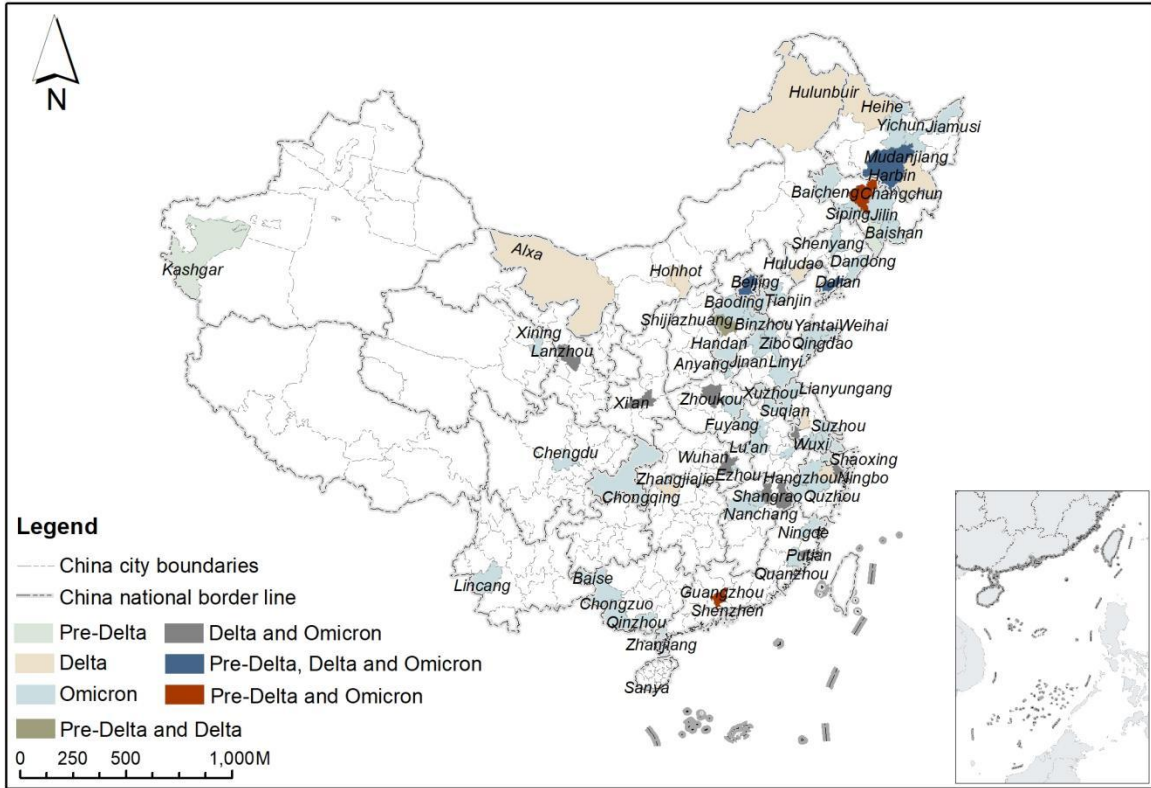 N
Hulunbuir
Heihe
Yichun
Jiamusi
Mudanjiang
Harbin
Baicheng
Changchun
Siping
Jilin
Baishan
Shenyang
Kashgar
Alxa
Hohhot
Huludao
Dandong
Beijing
Dalian
Baoding
Tianjin
Shijiazhuang
Binzhou
Yantai
Weihai
Xining
Lanzhou
Handan
Zibo
Qingdao
Anyang
Jinan
Linyi
Xi'an
Zhoukou
Xuzhou
Lianyungang
Suqian
Fuyang
Suzhou
Chengdu
Lu'an
Wuxi
Wuhan
Shaoxing
Zhangjiajie
Ezhou
Hangzhou
Ningbo
Chongqing
Shangrao
Quzhou
Nanchang
Ningde
Putian
Lincang
Baise
Quanzhou
Guangzhou
Chongzuo
Shenzhen
Qinzhou
Zhanjiang
Sanya
Legend
China city boundaries
China national border line
Pre-Delta
Delta and Omicron
Delta
Pre-Delta, Delta and Omicron
Omicron
Pre-Delta and Omicron
Pre-Delta and Delta
0 250 500 1,000M